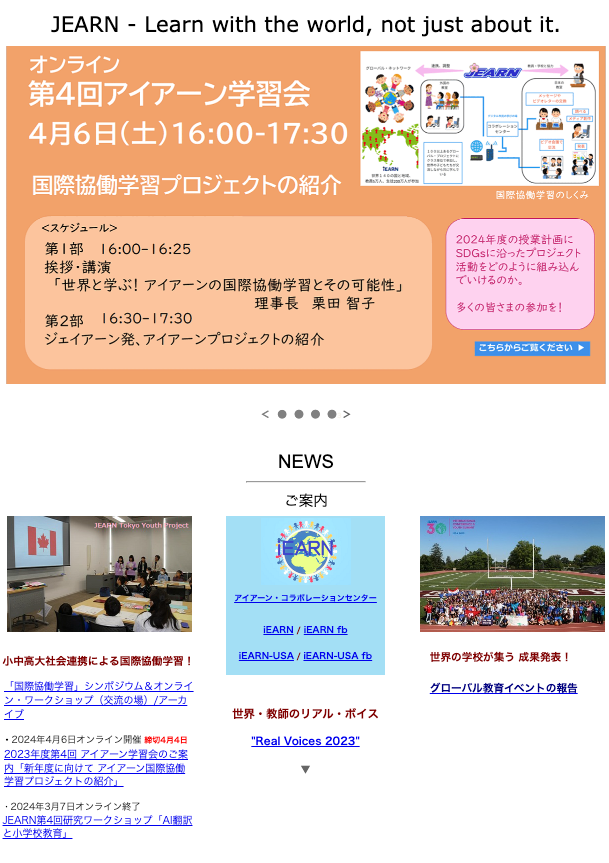 JEARN - Learn with the world, not just about it.
オンライン
第4回アイアーン学習会
4月6日(土)16:00-17:30
国際協働学習プロジェクトの紹介
グローバル・ネットワーク
JEARN
コラボレーション
センター
iEARN
国際協働学習のしくみ
<スケジュール>
第1部 16:00−16:25
挨拶・講演
「世界と学ぶ! アイアーンの国際協働学習とその可能性」
理事長 栗田 智子
第2部 16:30−17:30
ジェイアーン発、アイアーンプロジェクトの紹介
2024年度の授業計画に
SDGsに沿ったプロジェクト
活動をどのように組み込ん
でいけるのか。
多くの皆さまの参加を!
こちらからご覧ください ▶
< ● ● ● ● >
NEWS
ご案内
JEARN Tokyo Youth Project
小中高大社会連携による国際協働学習！
「国際協働学習」シンポジウム＆オンライ
ン・ワークショップ（交流の場）/アーカ
イブ
・2024年4月6日オンライン開催 締切4月4日
2023年度第4回 アイアーン学習会のご案
内「新年度に向けて アイアーン国際協働
学習プロジェクトの紹介」
・2024年3月7日オンライン終了
JEARN第4回研究ワークショップ「AI翻訳
と小学校教育」
iEARN
アイアーン・コラボレーションセンター
iEARN / iEARN fb
iEARN-USA / iEARN-USA fb
世界・教師のリアル・ボイス
"Real Voices 2023"
▼
世界の学校が集う 成果発表！
グローバル教育イベントの報告